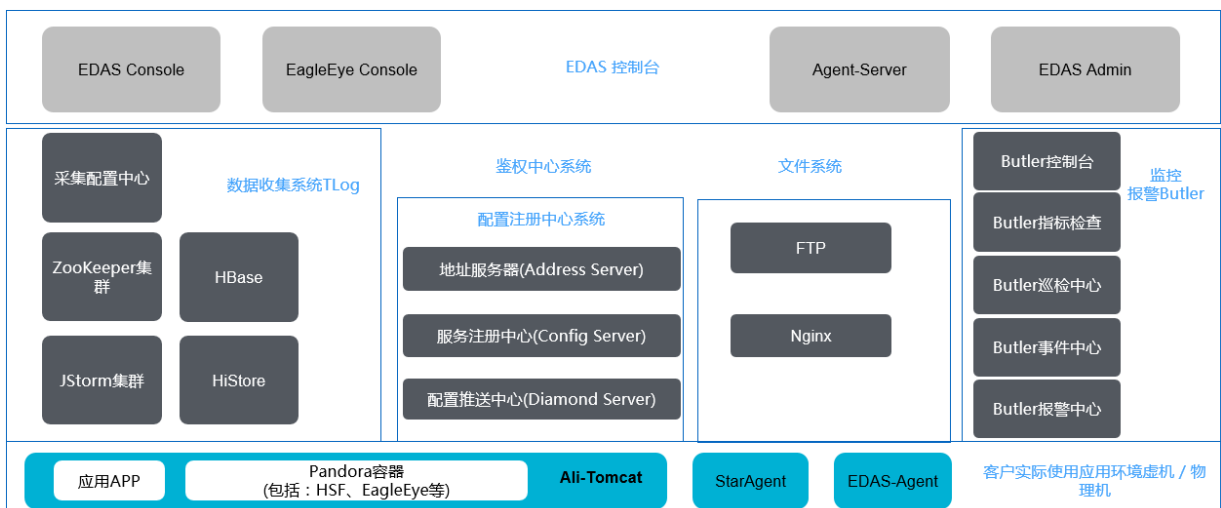 EDAS Console
EagleEye Console
EDAS 控制台
Agent-Server
EDAS Admin
采集配置中心
数据收集系统TLog
ZooKeeper集
群
HBase
JStorm集群
HiStore
鉴权中心系统
配置注册中心系统
地址服务器(Address Server)
服务注册中心(Config Server)
配置推送中心(Diamond Server)
文件系统
FTP
Nginx
Butler控制台
监控
报警Butler
Butler指标检查
Butler巡检中心
Butler事件中心
Butler报警中心
应用APP
Pandora容器
(包括：HSF、EagleEye等)
Ali-Tomcat
StarAgent
EDAS-Agent
客户实际使用应用环境虚机 / 物
理机